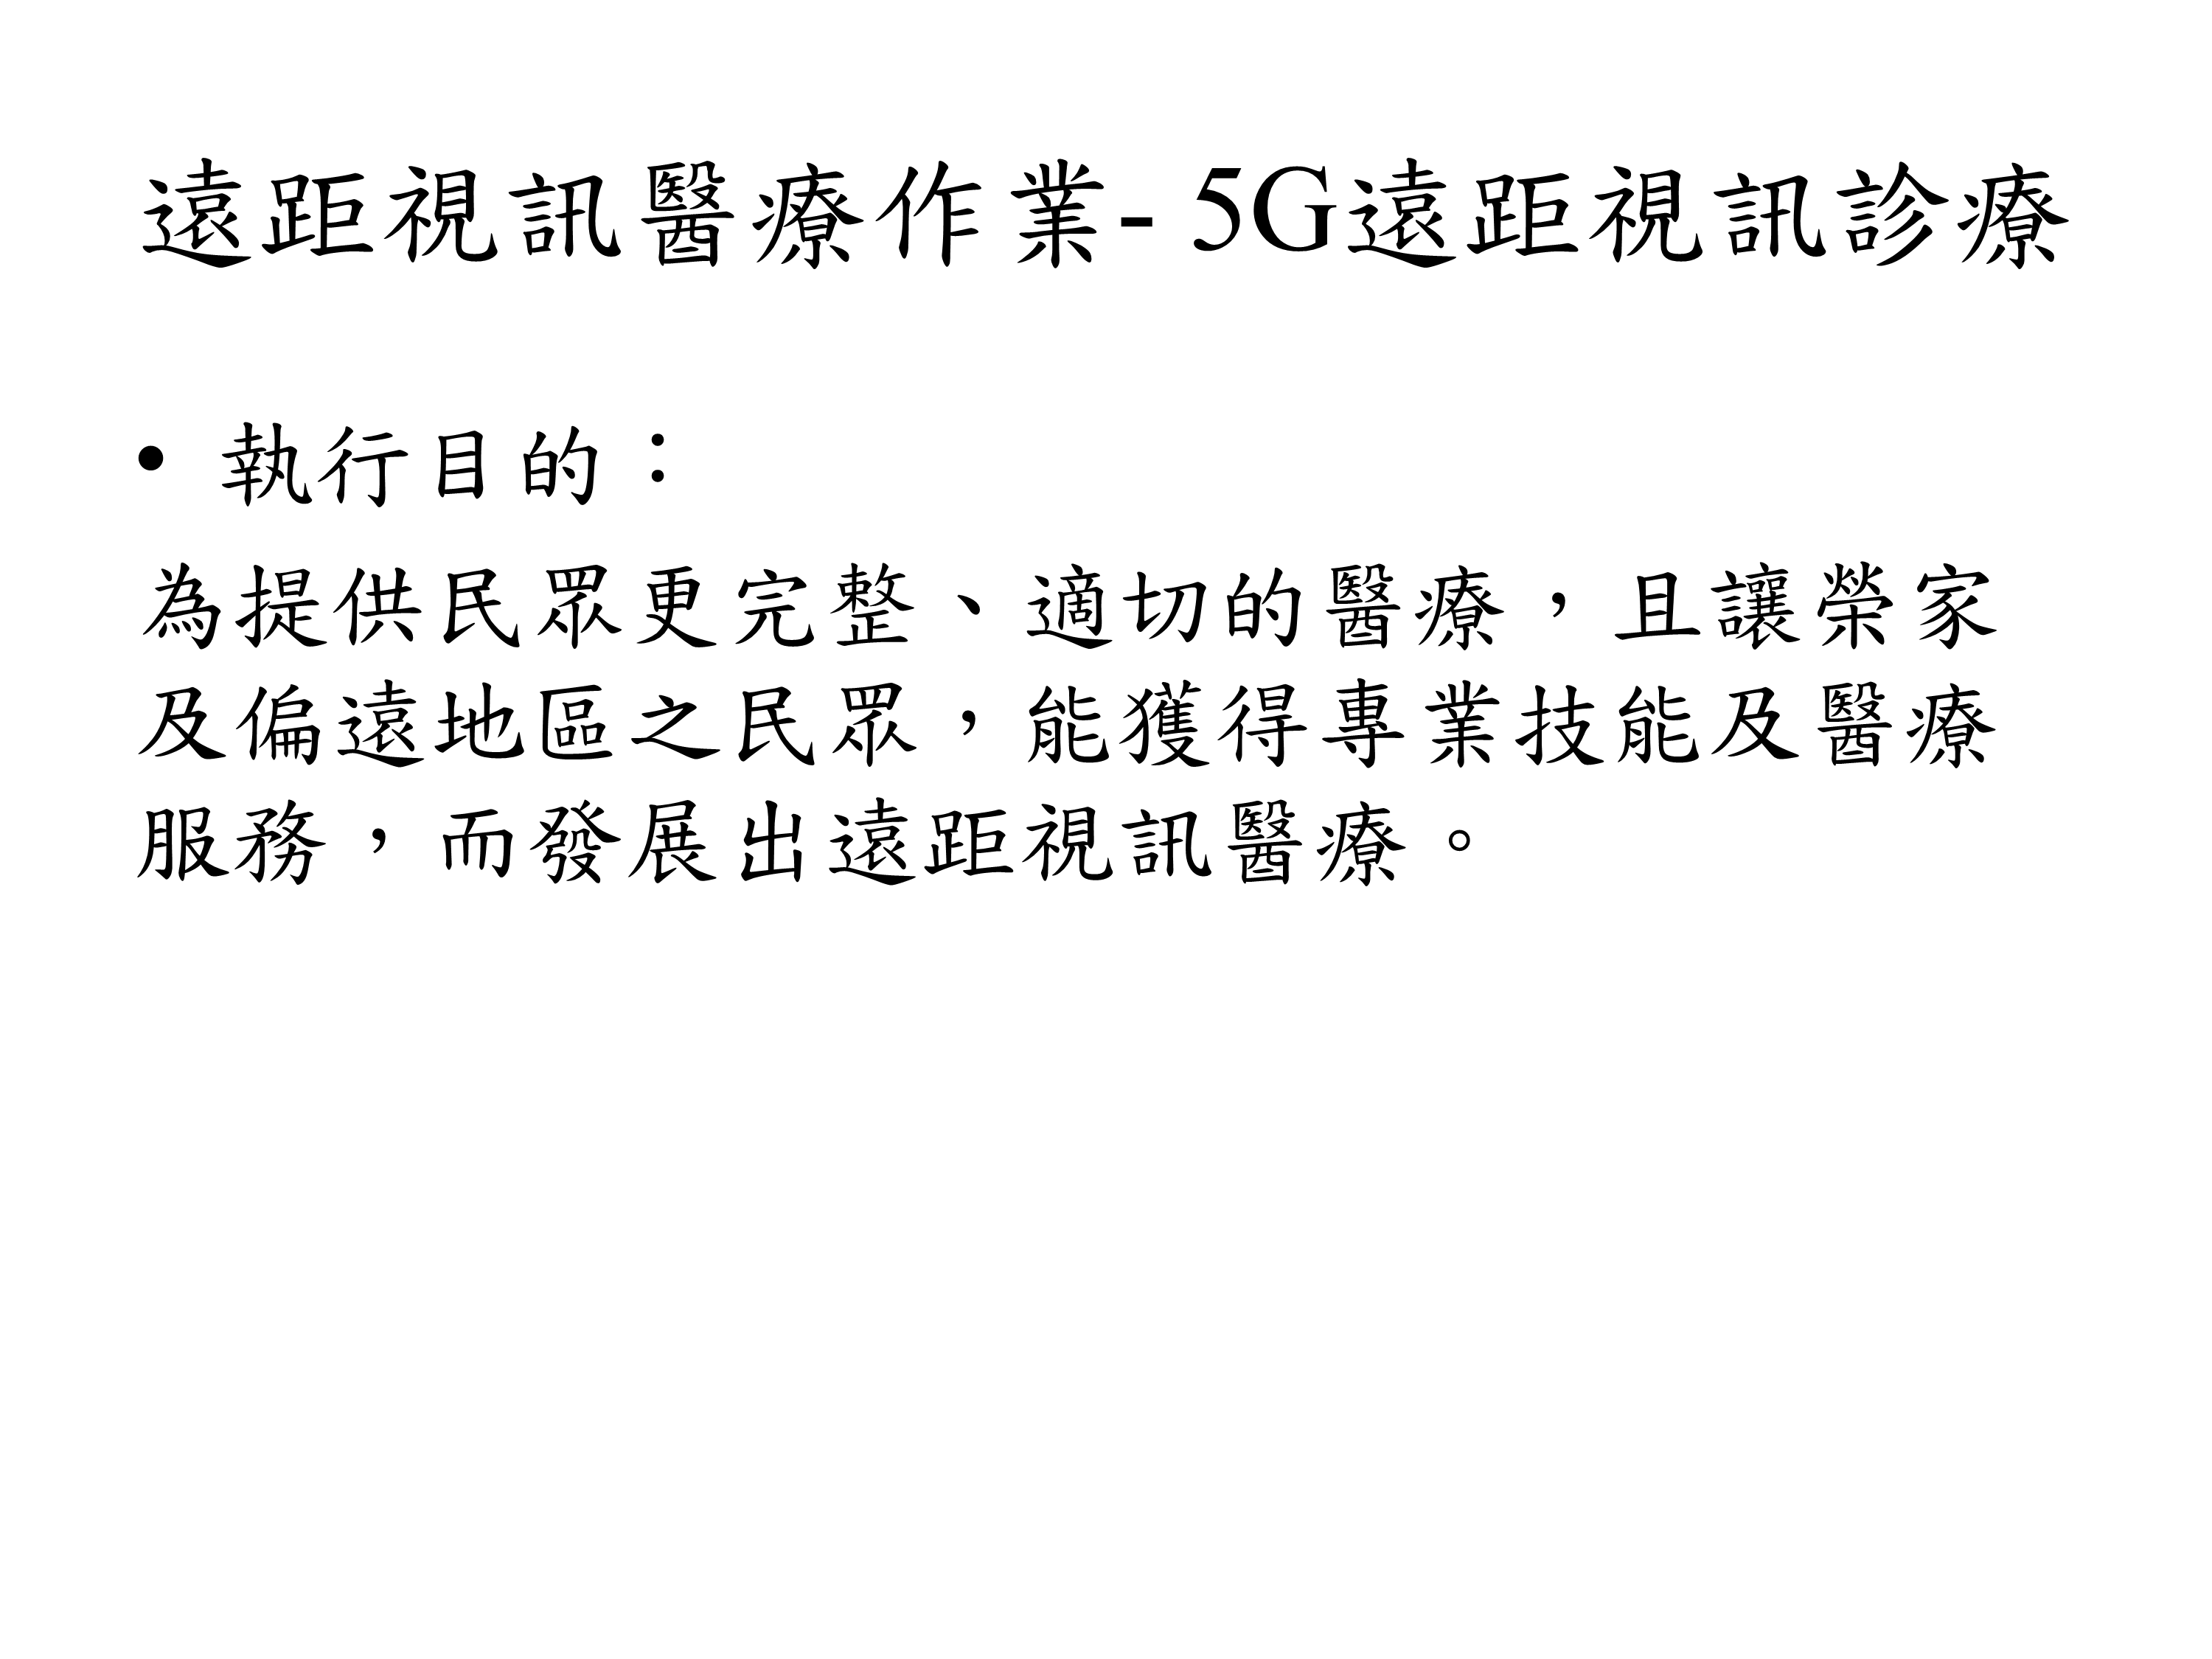 遠距視訊醫療作業-5G遠距視訊診療
• 執行目的：
為提供民眾更完整、適切的醫療，且讓榮家
及偏遠地區之民眾，能獲得專業技能及醫療
服務，而發展出遠距視訊醫療。